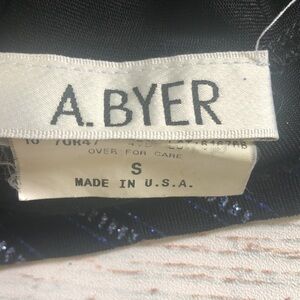 A.BYER
OVER FOR CARE
S
MADE IN U.S.A.